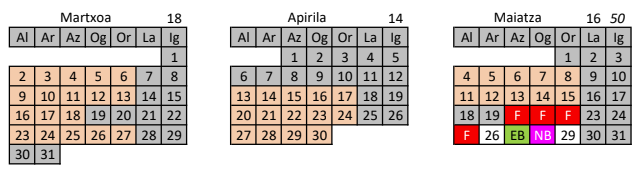 Martxoa 18
Al Ar Az Og Or La Ig
1
2 3 4 5 6 7 8
9 10 11 12 13 14 15
16 17 18 19 20 21 22
23 24 25 26 27 28 29
30 31
Apirila 14
Al Ar Az Og Or La Ig
1 2 3 4 5
6 7 8 9 10 11 12
13 14 15 16 17 18 19
20 21 22 23 24 25 26
27 28 29 30
Maiatza 16 50
Al Ar Az Og Or La Ig
1 2 3
4 5 6 7 8 9 10
11 12 13 14 15 16 17
18 19 F F F 23 24
F 26 EB NB 29 30 31